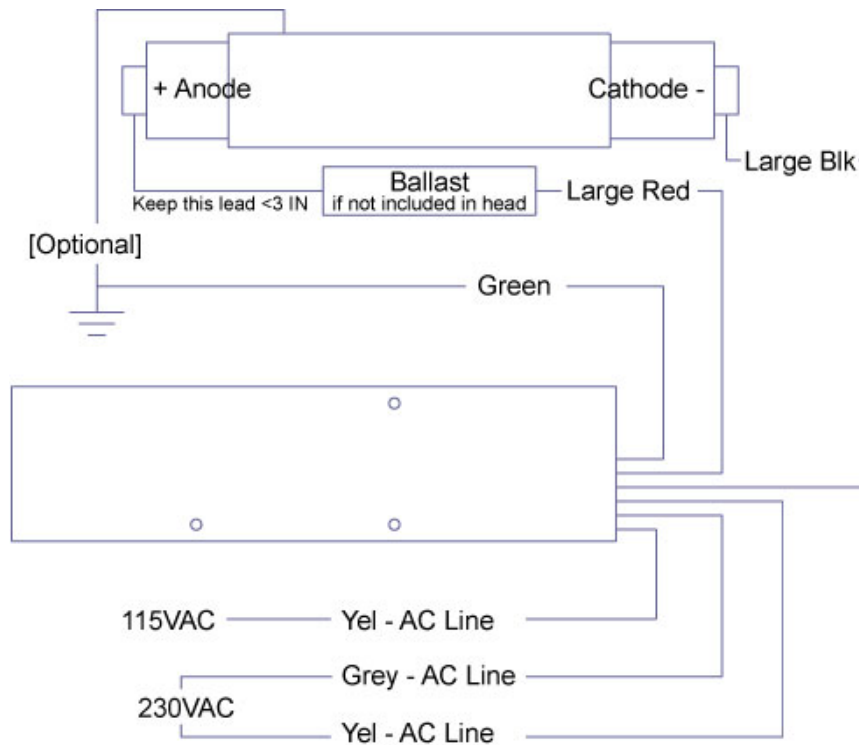 + Anode
Cathode -
Large Blk
Ballast
if not included in head
Keep this lead <3 IN
Large Red
[Optional]
Green
115VAC
Yel - AC Line
Grey - AC Line
230VAC
Yel - AC Line